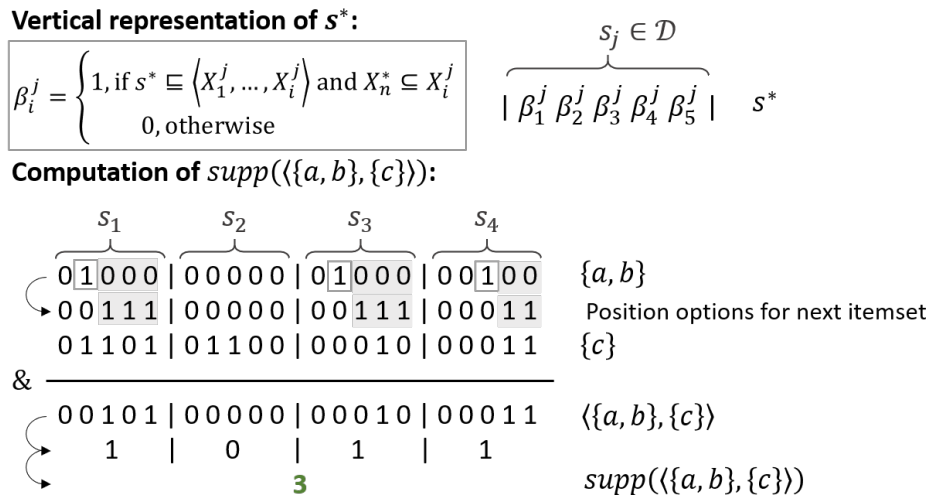 Vertical representation of s*:
β_i^j = { 1, if s* ⊑ ⟨X_1^j, …, X_i^j⟩ and X_n^* ⊆ X_i^j
0, otherwise
s_j ∈ 𝒟
| β_1^j β_2^j β_3^j β_4^j β_5^j | s*
Computation of supp(⟨{a, b}, {c}⟩):
s_1 s_2 s_3 s_4
0 1 0 0 0 | 0 0 0 0 0 | 0 1 0 0 0 | 0 0 1 0 0 {a, b}
0 0 1 1 1 | 0 0 0 0 0 | 0 0 1 1 1 | 0 0 0 1 1 Position options for next itemset
0 1 1 0 1 | 0 1 1 0 0 | 0 0 0 1 0 | 0 0 0 1 1 {c}
&
0 0 1 0 1 | 0 0 0 0 0 | 0 0 0 1 0 | 0 0 0 1 1 ⟨{a, b}, {c}⟩
1 | 0 | 1 | 1
3 supp(⟨{a, b}, {c}⟩)